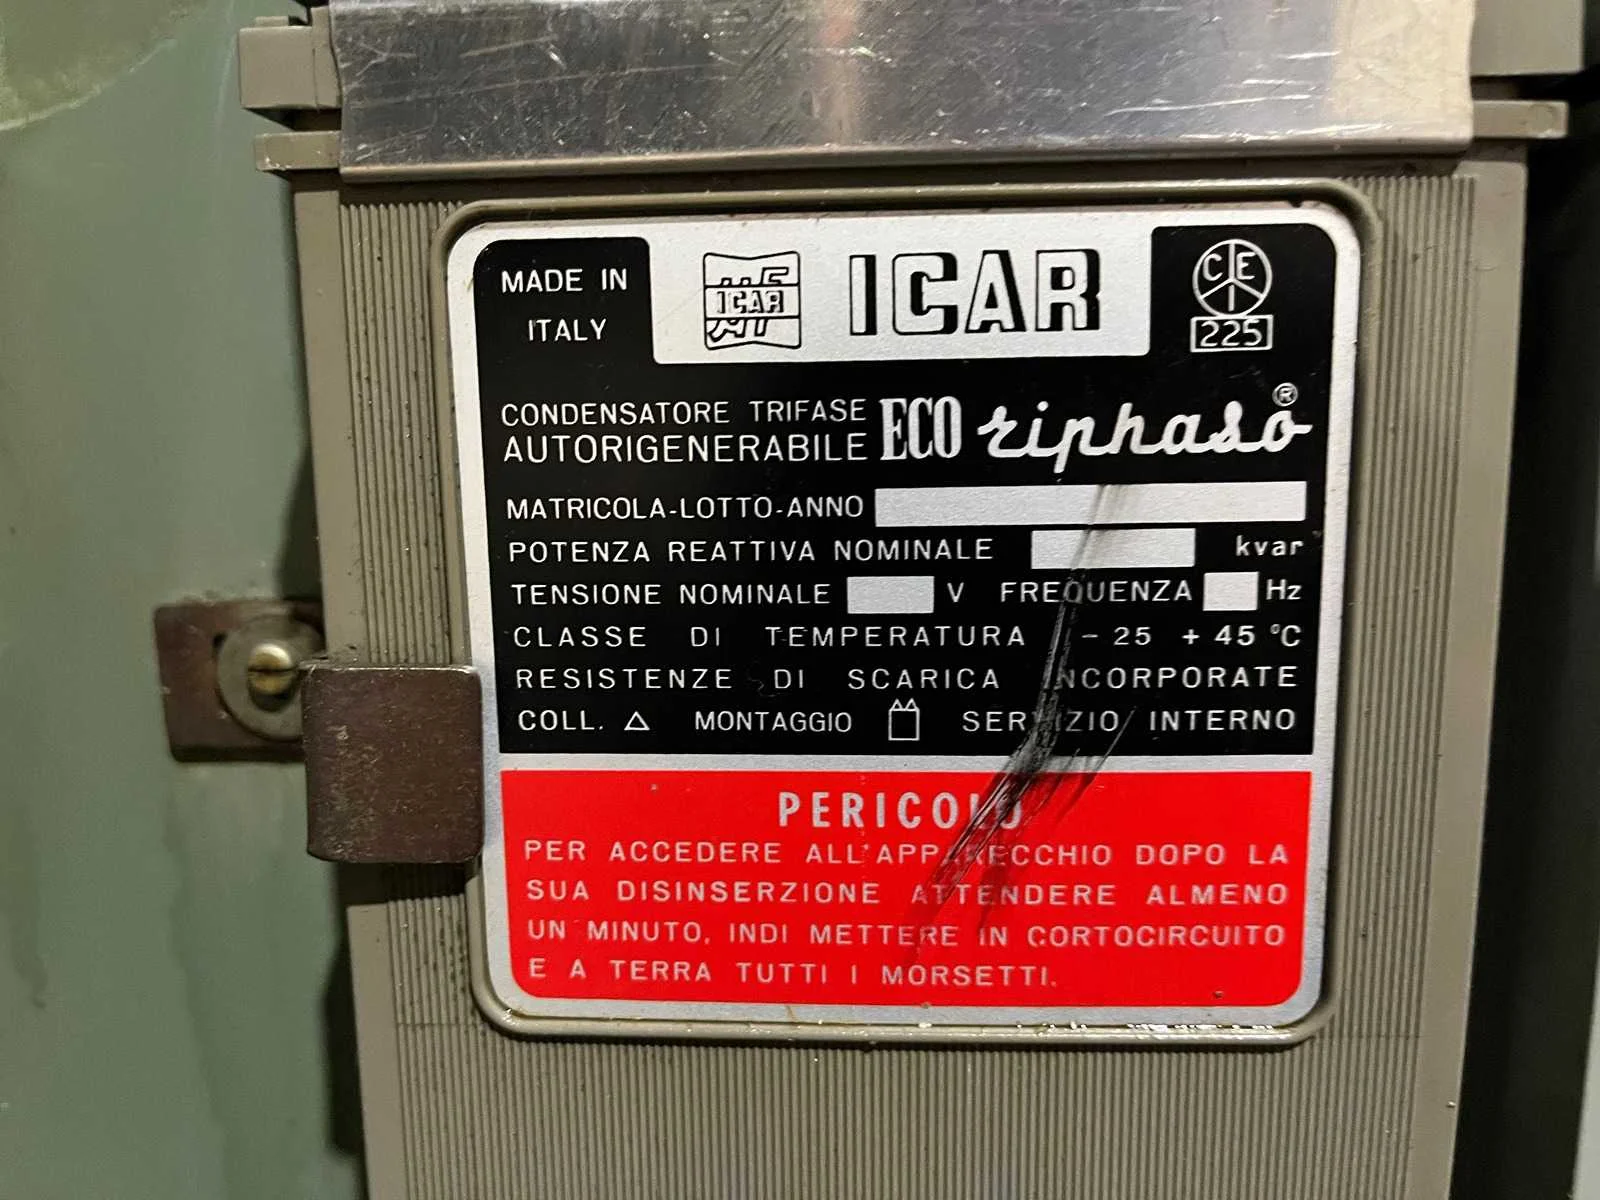 MADE IN
ITALY
ICAR
ICAR
CEI
225
CONDENSATORE TRIFASE
AUTORIGENERABILE ECO riphaso®
MATRICOLA-LOTTO-ANNO
POTENZA REATTIVA NOMINALE kvar
TENSIONE NOMINALE V FREQUENZA Hz
CLASSE DI TEMPERATURA -25 +45 °C
RESISTENZE DI SCARICA INCORPORATE
COLL. △ MONTAGGIO SERVIZIO INTERNO
PERICOLO
PER ACCEDERE ALL'APPARECCHIO DOPO LA
SUA DISINSERZIONE ATTENDERE ALMENO
UN MINUTO, INDI METTERE IN CORTOCIRCUITO
E A TERRA TUTTI I MORSETTI.